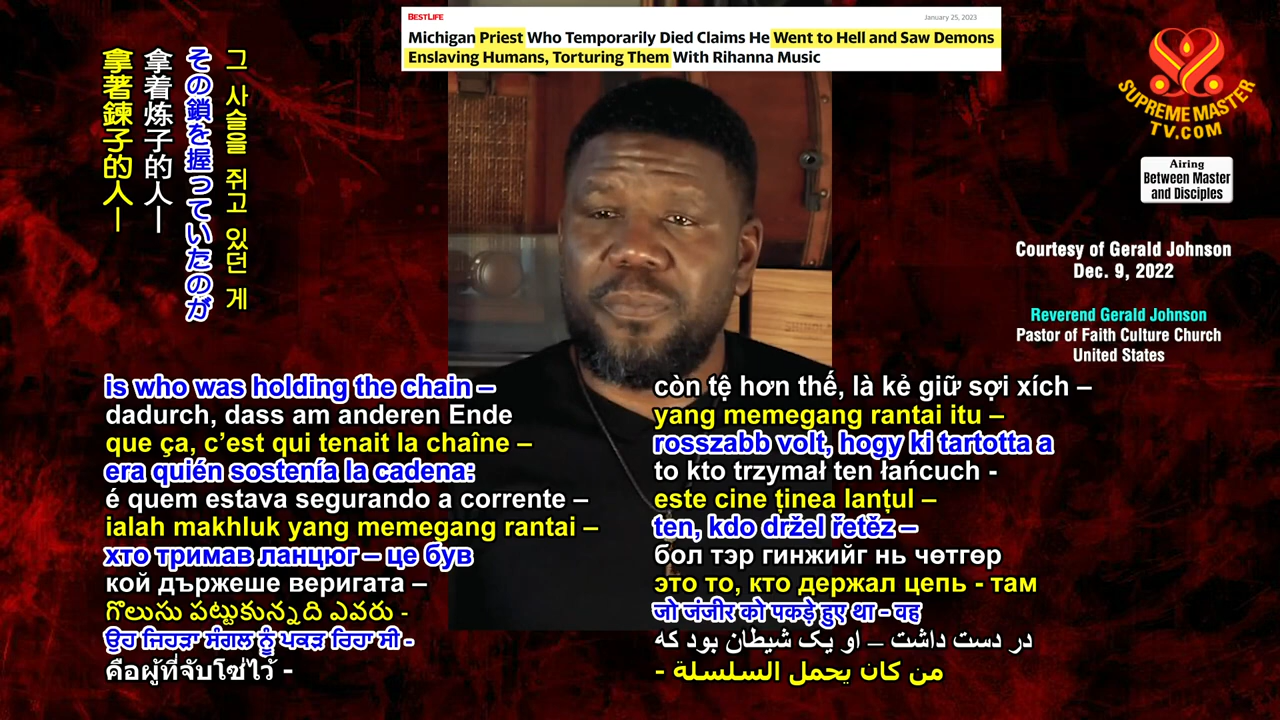 BESTLIFE
January 25, 2023
Michigan Priest Who Temporarily Died Claims He Went to Hell and Saw Demons
Enslaving Humans, Torturing Them With Rihanna Music
SUPREME MASTER
TV.COM
Airing
Between Master
and Disciples
Courtesy of Gerald Johnson
Dec. 9, 2022
Reverend Gerald Johnson
Pastor of Faith Culture Church
United States
拿著鍊子的人—
拿着炼子的人—
その鎖を握っていたのが
그 사슬을 쥐고 있던 게
is who was holding the chain –
dadurch, dass am anderen Ende
que ça, c’est qui tenait la chaîne –
era quién sostenía la cadena:
é quem estava segurando a corrente –
ialah makhluk yang memegang rantai –
хто тримав ланцюг – це був
кой държеше веригата –
గొలుసు పట్టుకున్నది ఎవరు -
ਉਹ ਜਿਹੜਾ ਸੰਗਲ ਨੂੰ ਪਕੜ ਰਿਹਾ ਸੀ -
คือผู้ที่จับโซ่ไว้ -
còn tệ hơn thế, là kẻ giữ sợi xích –
yang memegang rantai itu –
rosszabb volt, hogy ki tartotta a
to kto trzymał ten łańcuch -
este cine ținea lanțul –
ten, kdo držel řetěz –
бол тэр гинжийг нь чөтгөр
это то, кто держал цепь - там
जो जंजीर को पकड़े हुए था - वह
در دست داشت – او یک شیطان بود که
من كان يحمل السلسلة -